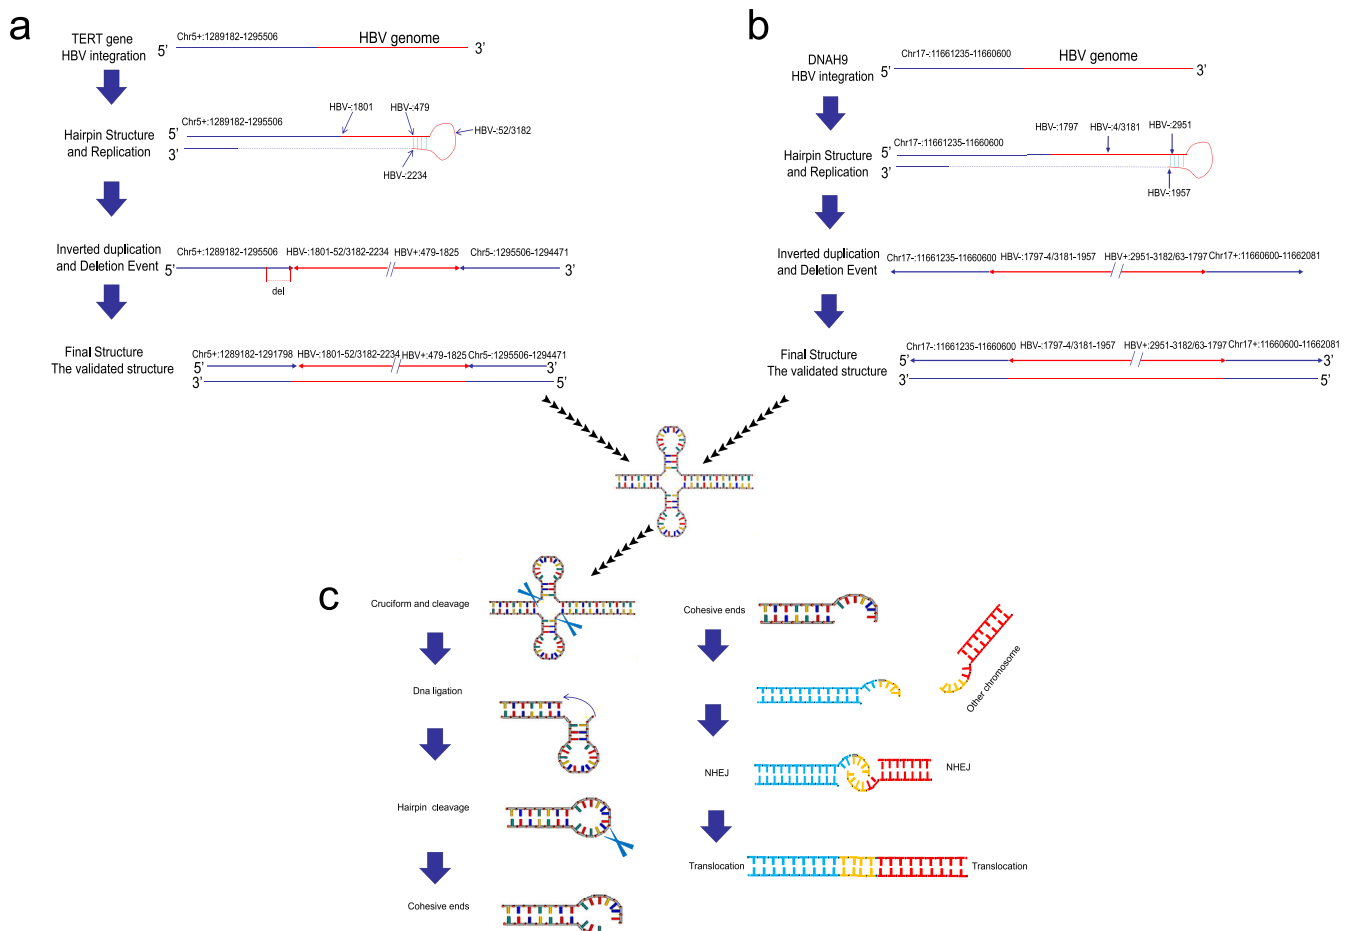 a
TERT gene
HBV integration
5’
Chr5+:1289182-1295506
HBV genome
3’
Hairpin Structure
and Replication
Chr5+:1289182-1295506
5’
3’
HBV-:1801
HBV-:479
HBV-:52/3182
HBV-:2234
Inverted duplication
and Deletion Event
Chr5+:1289182-1295506
HBV-:1801-52/3182-2234
HBV+:479-1825
Chr5-:1295506-1294471
5’
3’
del
Final Structure
The validated structure
Chr5+:1289182-1291798
HBV-:1801-52/3182-2234
HBV+:479-1825
Chr5-:1295506-1294471
5’
3’
3’
5’
b
DNAH9
HBV integration
5’
Chr17-:11661235-11660600
HBV genome
3’
Hairpin Structure
and Replication
Chr17-:11661235-11660600
5’
3’
HBV-:1797
HBV-:4/3181
HBV-:2951
HBV-:1957
Inverted duplication
and Deletion Event
Chr17-:11661235-11660600
HBV-:1797-4/3181-1957
HBV+:2951-3182/63-1797
Chr17+:11660600-11662081
Final Structure
The validated structure
Chr17-:11661235-11660600
HBV-:1797-4/3181-1957
HBV+:2951-3182/63-1797
Chr17+:11660600-11662081
5’
3’
3’
5’
c
Cruciform and cleavage
Dna ligation
Hairpin cleavage
Cohesive ends
Cohesive ends
Other chromosome
NHEJ
NHEJ
Translocation
Translocation